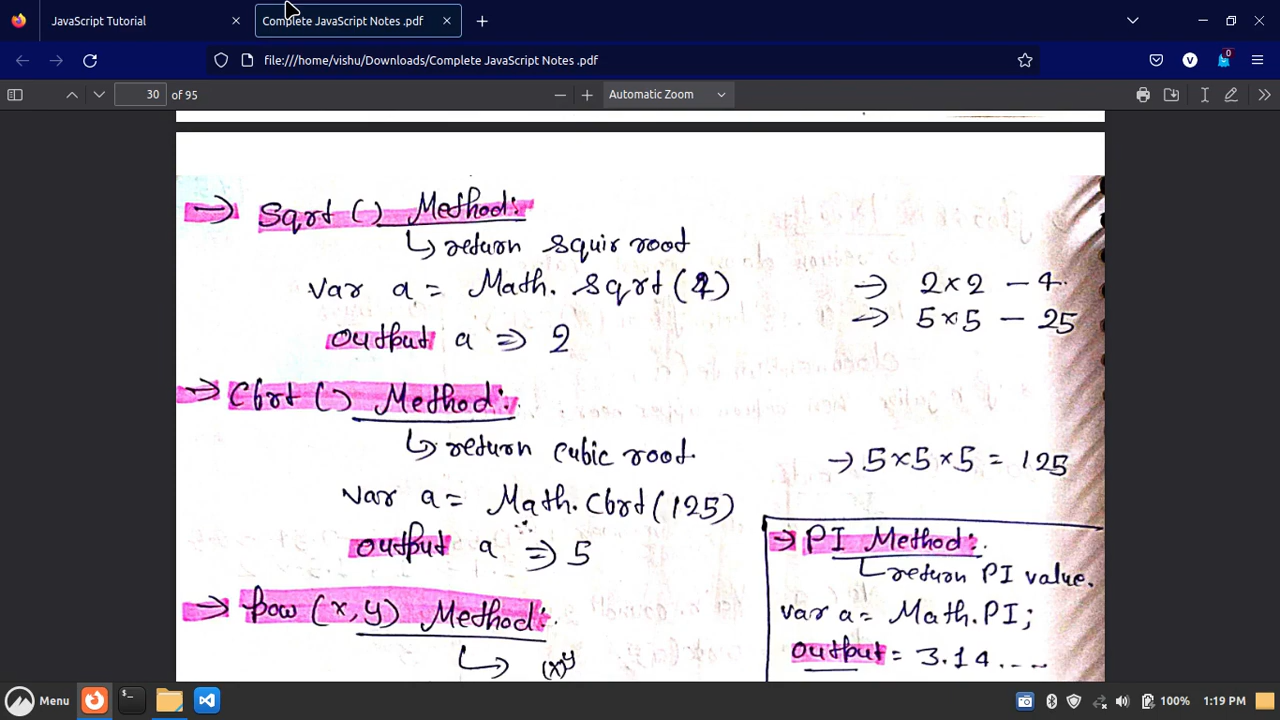 JavaScript Tutorial
Complete JavaScript Notes .pdf
file:///home/vishu/Downloads/Complete JavaScript Notes .pdf
V
0
30 of 95
Automatic Zoom
→ Sqrt () Method:
↳ return squir root
var a = Math. sqrt (4)
→ 2×2 – 4
→ 5×5 – 25
output a ⇒ 2
→ Cbrt () Method:
↳ return cubic root.
→ 5×5×5 = 125
var a = Math. Cbrt (125)
output a ⇒ 5
→ PI Method:
↳ return PI value.
var a = Math.PI;
output = 3.14....
→ pow (x,y) Method:
↳ (x)y
Menu
100%
1:19 PM